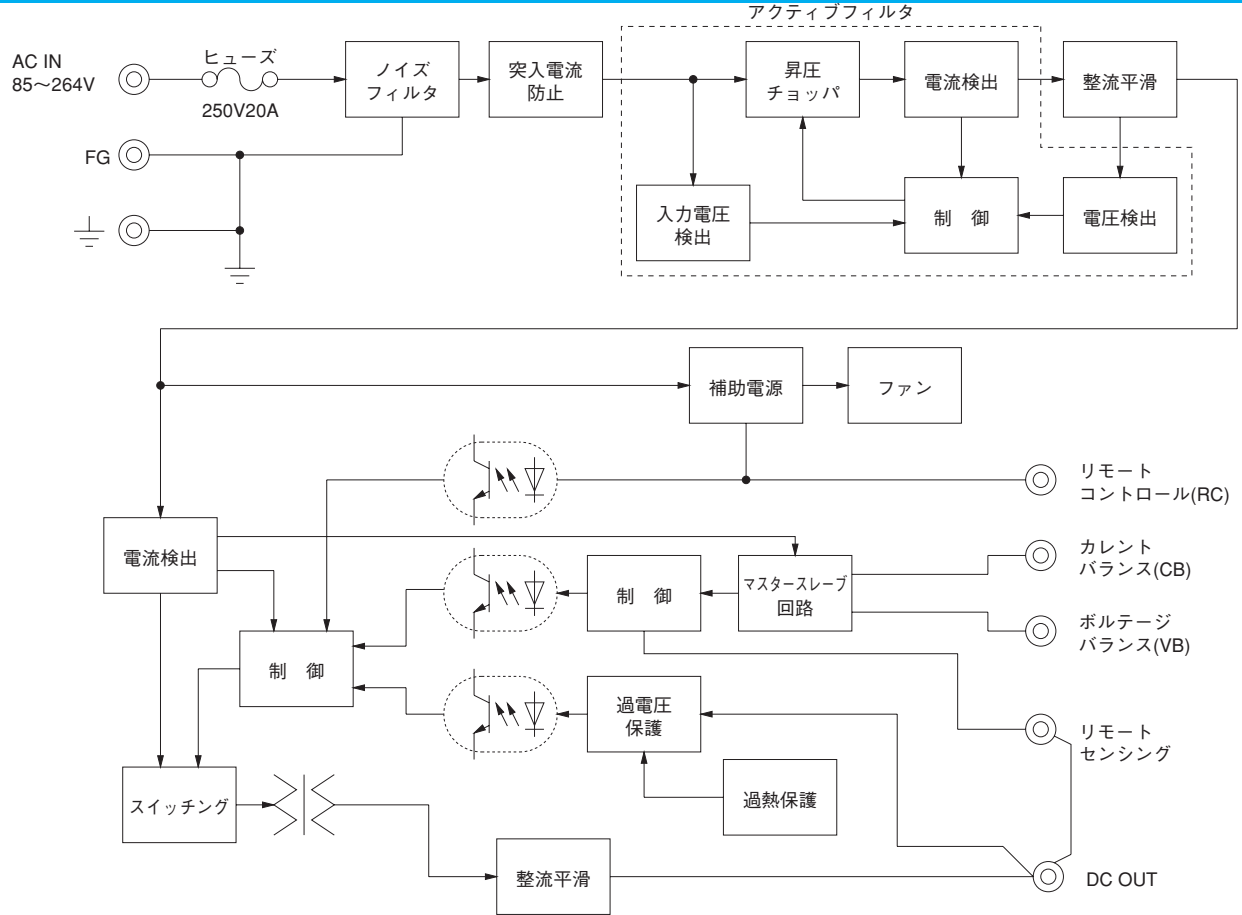 アクティブフィルタ
AC IN
85～264V
ヒューズ
250V20A
ノイズ
フィルタ
突入電流
防止
昇圧
チョッパ
電流検出
整流平滑
FG
入力電圧
検出
制 御
電圧検出
補助電源
ファン
リモート
コントロール(RC)
電流検出
カレント
バランス(CB)
制 御
マスタースレーブ
回路
ボルテージ
バランス(VB)
制 御
過電圧
保護
リモート
センシング
スイッチング
過熱保護
整流平滑
DC OUT